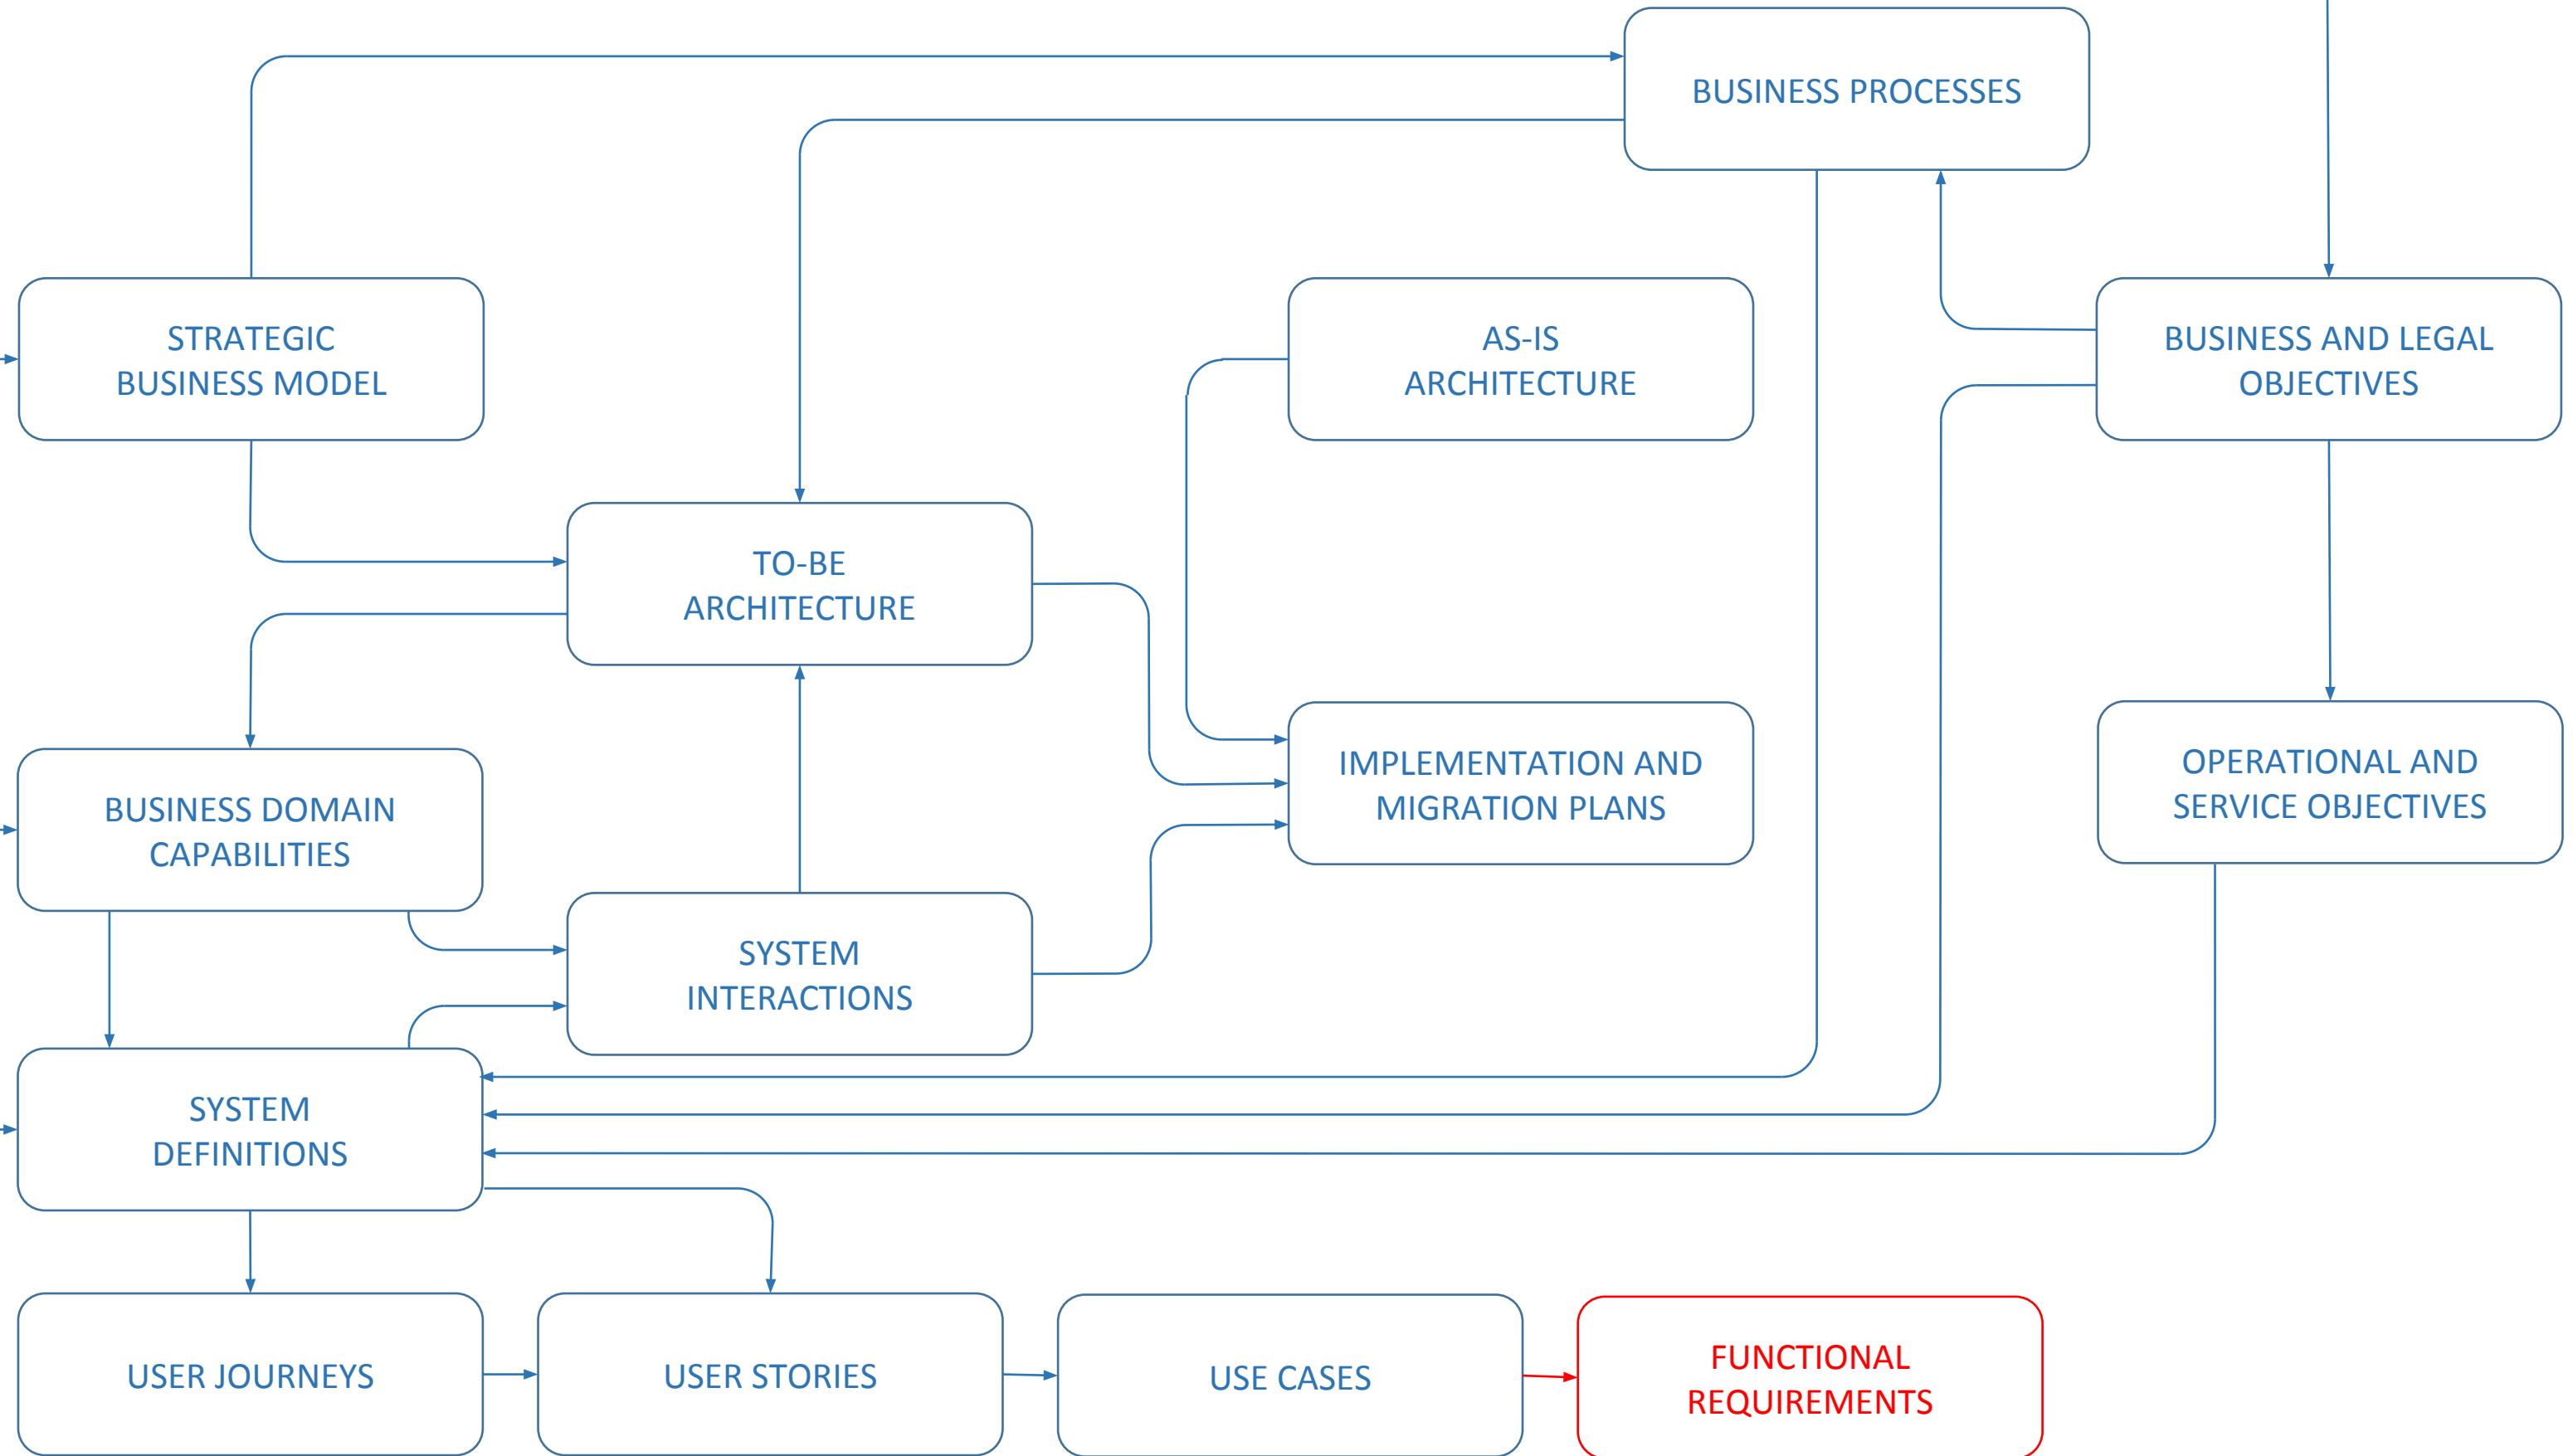 BUSINESS PROCESSES
STRATEGIC
BUSINESS MODEL
AS-IS
ARCHITECTURE
BUSINESS AND LEGAL
OBJECTIVES
TO-BE
ARCHITECTURE
BUSINESS DOMAIN
CAPABILITIES
IMPLEMENTATION AND
MIGRATION PLANS
OPERATIONAL AND
SERVICE OBJECTIVES
SYSTEM
INTERACTIONS
SYSTEM
DEFINITIONS
USER JOURNEYS
USER STORIES
USE CASES
FUNCTIONAL
REQUIREMENTS